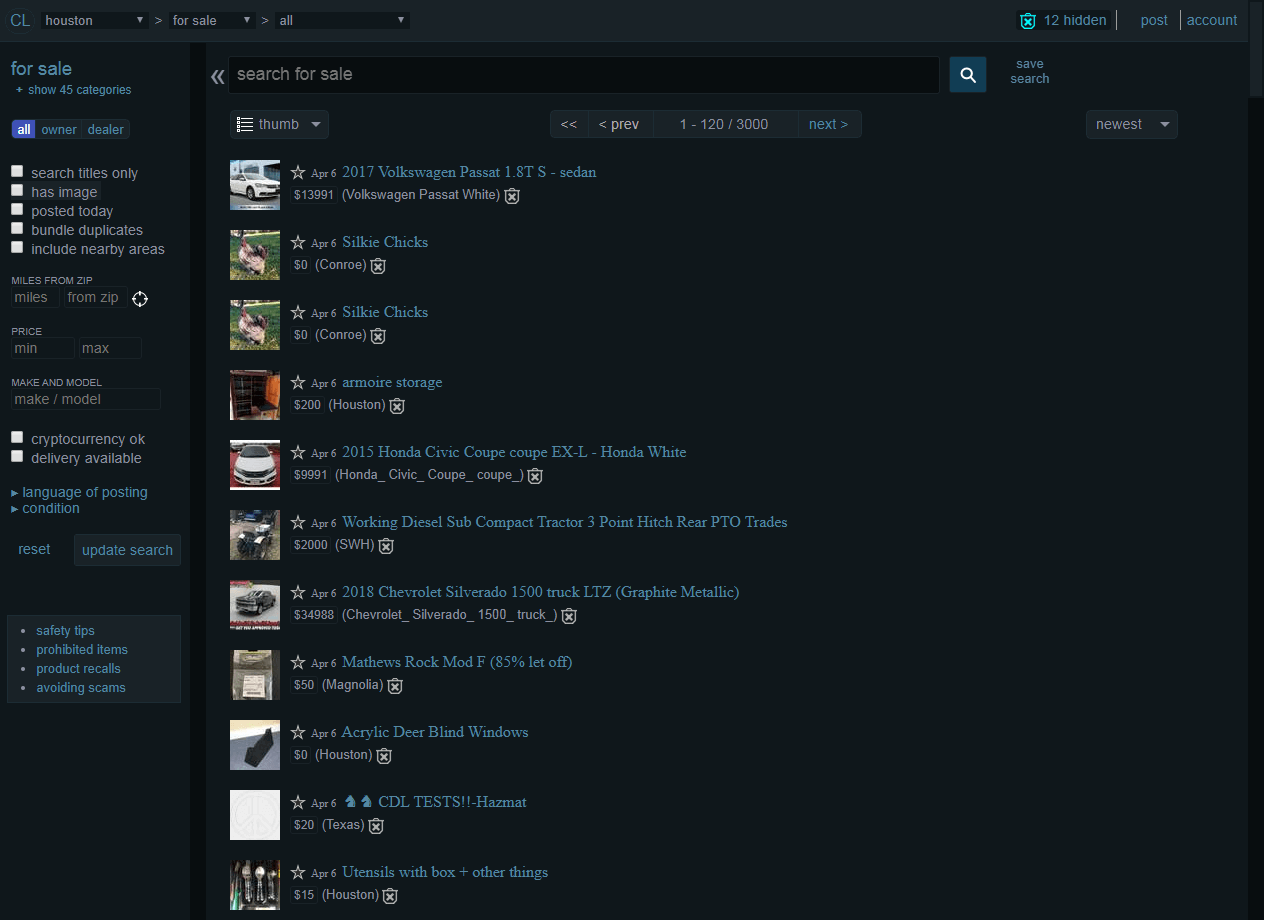 CL houston > for sale > all 12 hidden post account
for sale
+ show 45 categories
all owner dealer
search titles only
has image
posted today
bundle duplicates
include nearby areas
MILES FROM ZIP
miles from zip
PRICE
min max
MAKE AND MODEL
make / model
cryptocurrency ok
delivery available
language of posting
condition
reset update search
safety tips
prohibited items
product recalls
avoiding scams
« search for sale
save
search
thumb << < prev 1 - 120 / 3000 next > newest
Apr 6 2017 Volkswagen Passat 1.8T S - sedan
$13991 (Volkswagen Passat White)
Apr 6 Silkie Chicks
$0 (Conroe)
Apr 6 Silkie Chicks
$0 (Conroe)
Apr 6 armoire storage
$200 (Houston)
Apr 6 2015 Honda Civic Coupe coupe EX-L - Honda White
$9991 (Honda_ Civic_ Coupe_ coupe_)
Apr 6 Working Diesel Sub Compact Tractor 3 Point Hitch Rear PTO Trades
$2000 (SWH)
Apr 6 2018 Chevrolet Silverado 1500 truck LTZ (Graphite Metallic)
$34988 (Chevrolet_ Silverado_ 1500_ truck_)
Apr 6 Mathews Rock Mod F (85% let off)
$50 (Magnolia)
Apr 6 Acrylic Deer Blind Windows
$0 (Houston)
Apr 6 ♞ ♞ CDL TESTS!!-Hazmat
$20 (Texas)
Apr 6 Utensils with box + other things
$15 (Houston)